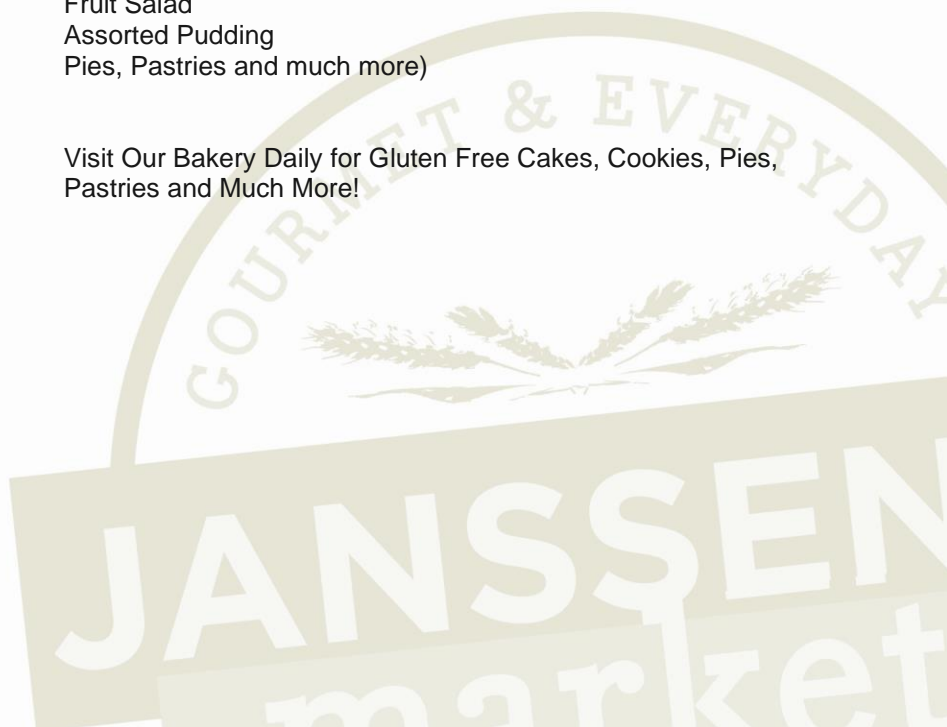 Fruit Salad
Assorted Pudding
Pies, Pastries and much more)
Visit Our Bakery Daily for Gluten Free Cakes, Cookies, Pies,
Pastries and Much More!
GOURMET & EVERYDAY
JANSSEN
market